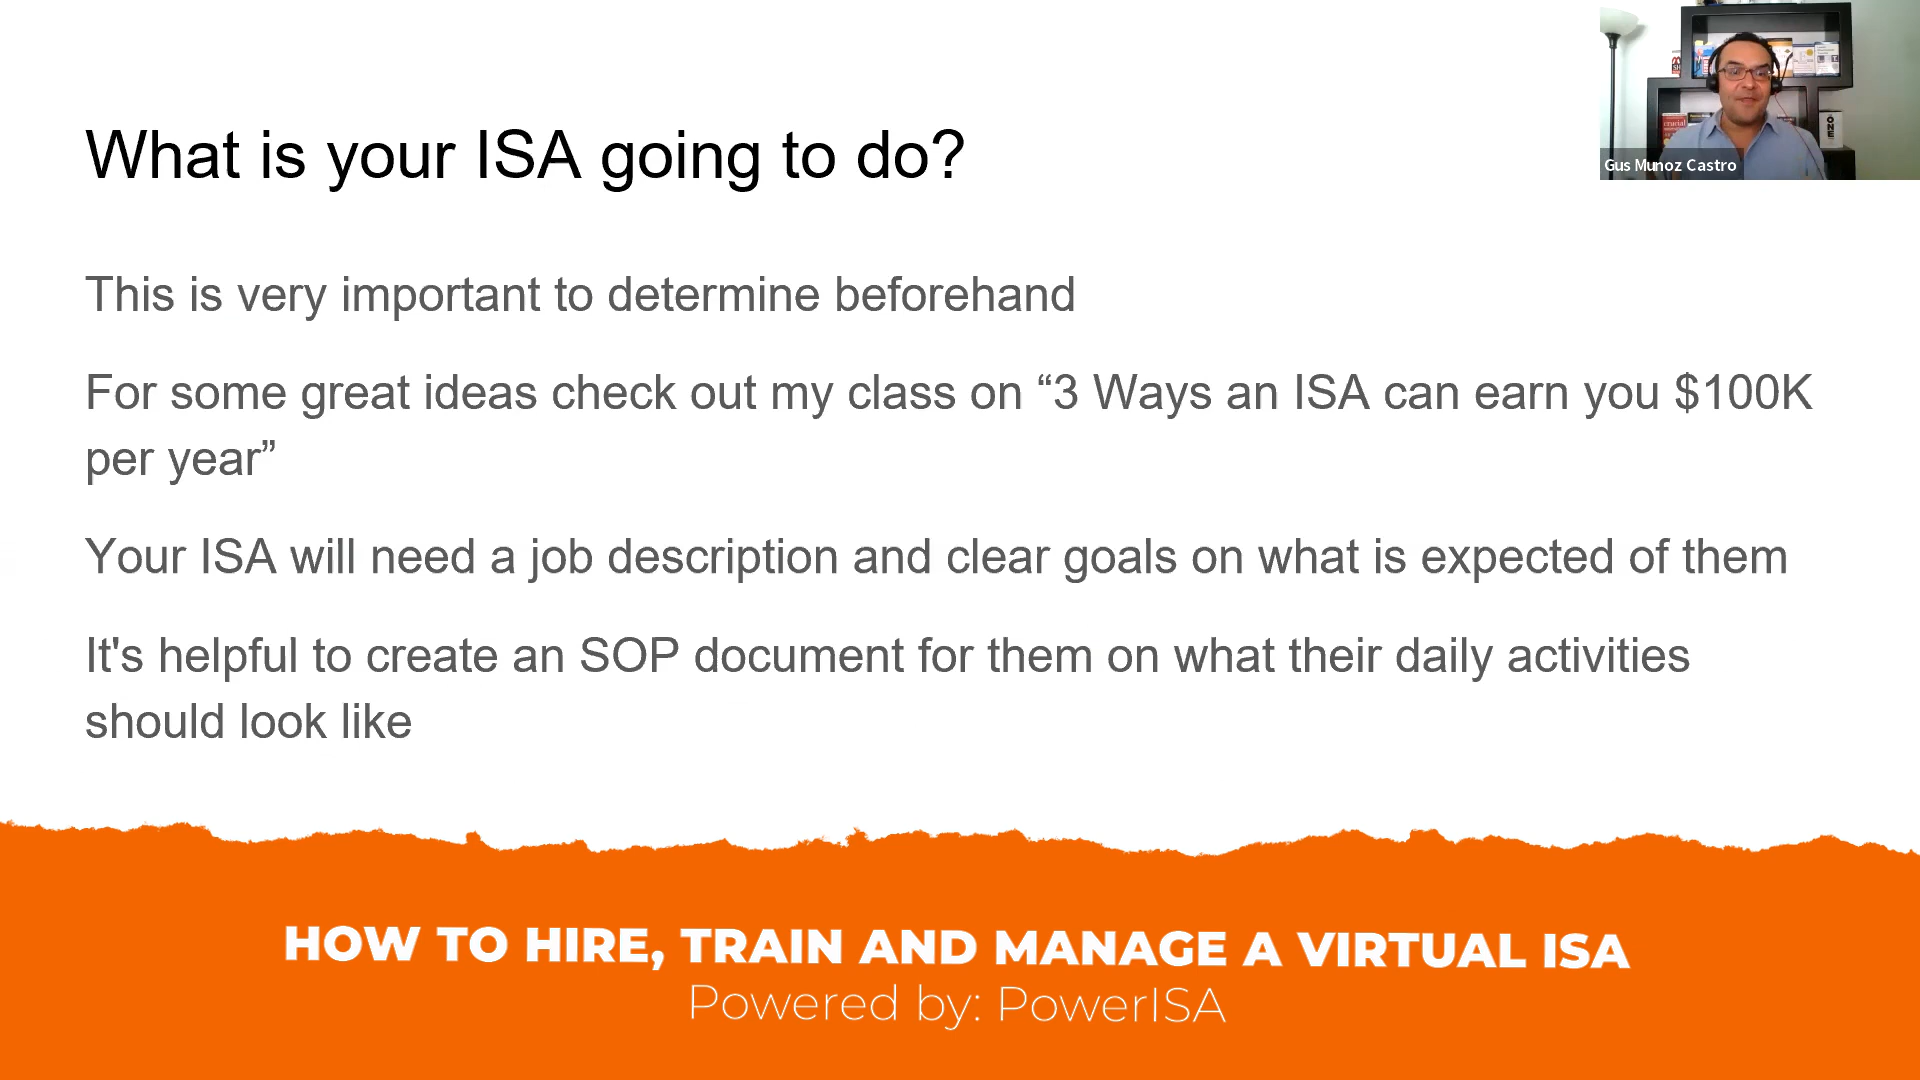 What is your ISA going to do?
This is very important to determine beforehand
For some great ideas check out my class on “3 Ways an ISA can earn you $100K
per year”
Your ISA will need a job description and clear goals on what is expected of them
It's helpful to create an SOP document for them on what their daily activities
should look like
crucial
ONE
Gus Munoz Castro
HOW TO HIRE, TRAIN AND MANAGE A VIRTUAL ISA
Powered by: PowerISA